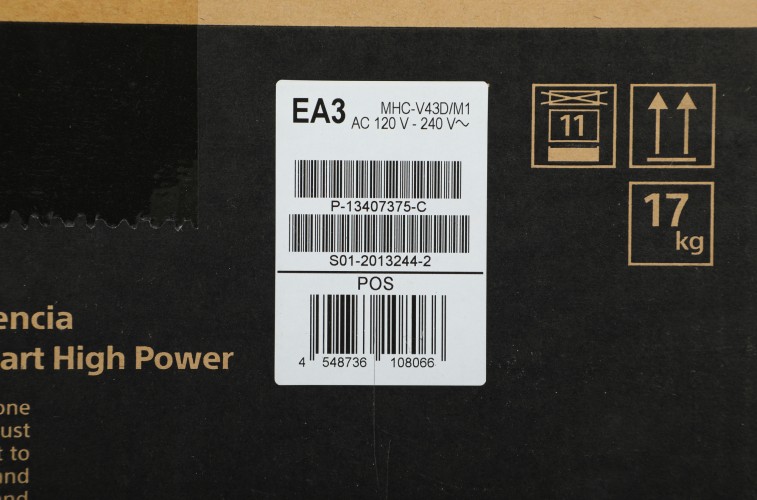 EA3 MHC-V43D/M1
AC 120 V - 240 V~
P-13407375-C
S01-2013244-2
POS
4 548736 108066
11
17
kg
encia
art High Power
one
ust
t to
and
and